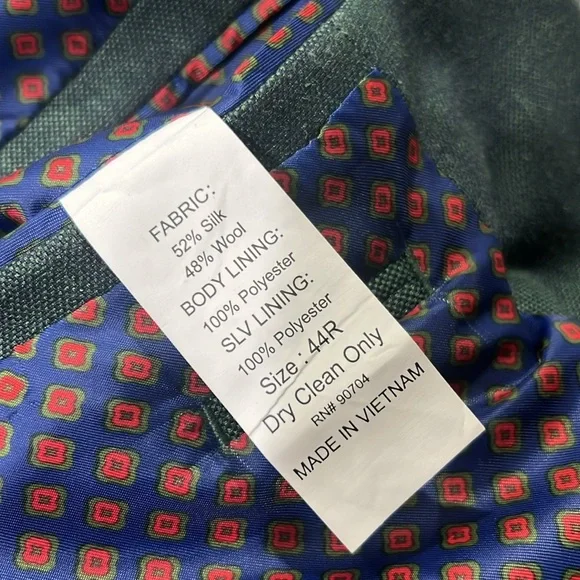 FABRIC:
52% Silk
48% Wool
BODY LINING:
100% Polyester
SLV LINING:
100% Polyester
Size : 44R
Dry Clean Only
RN# 90704
MADE IN VIETNAM